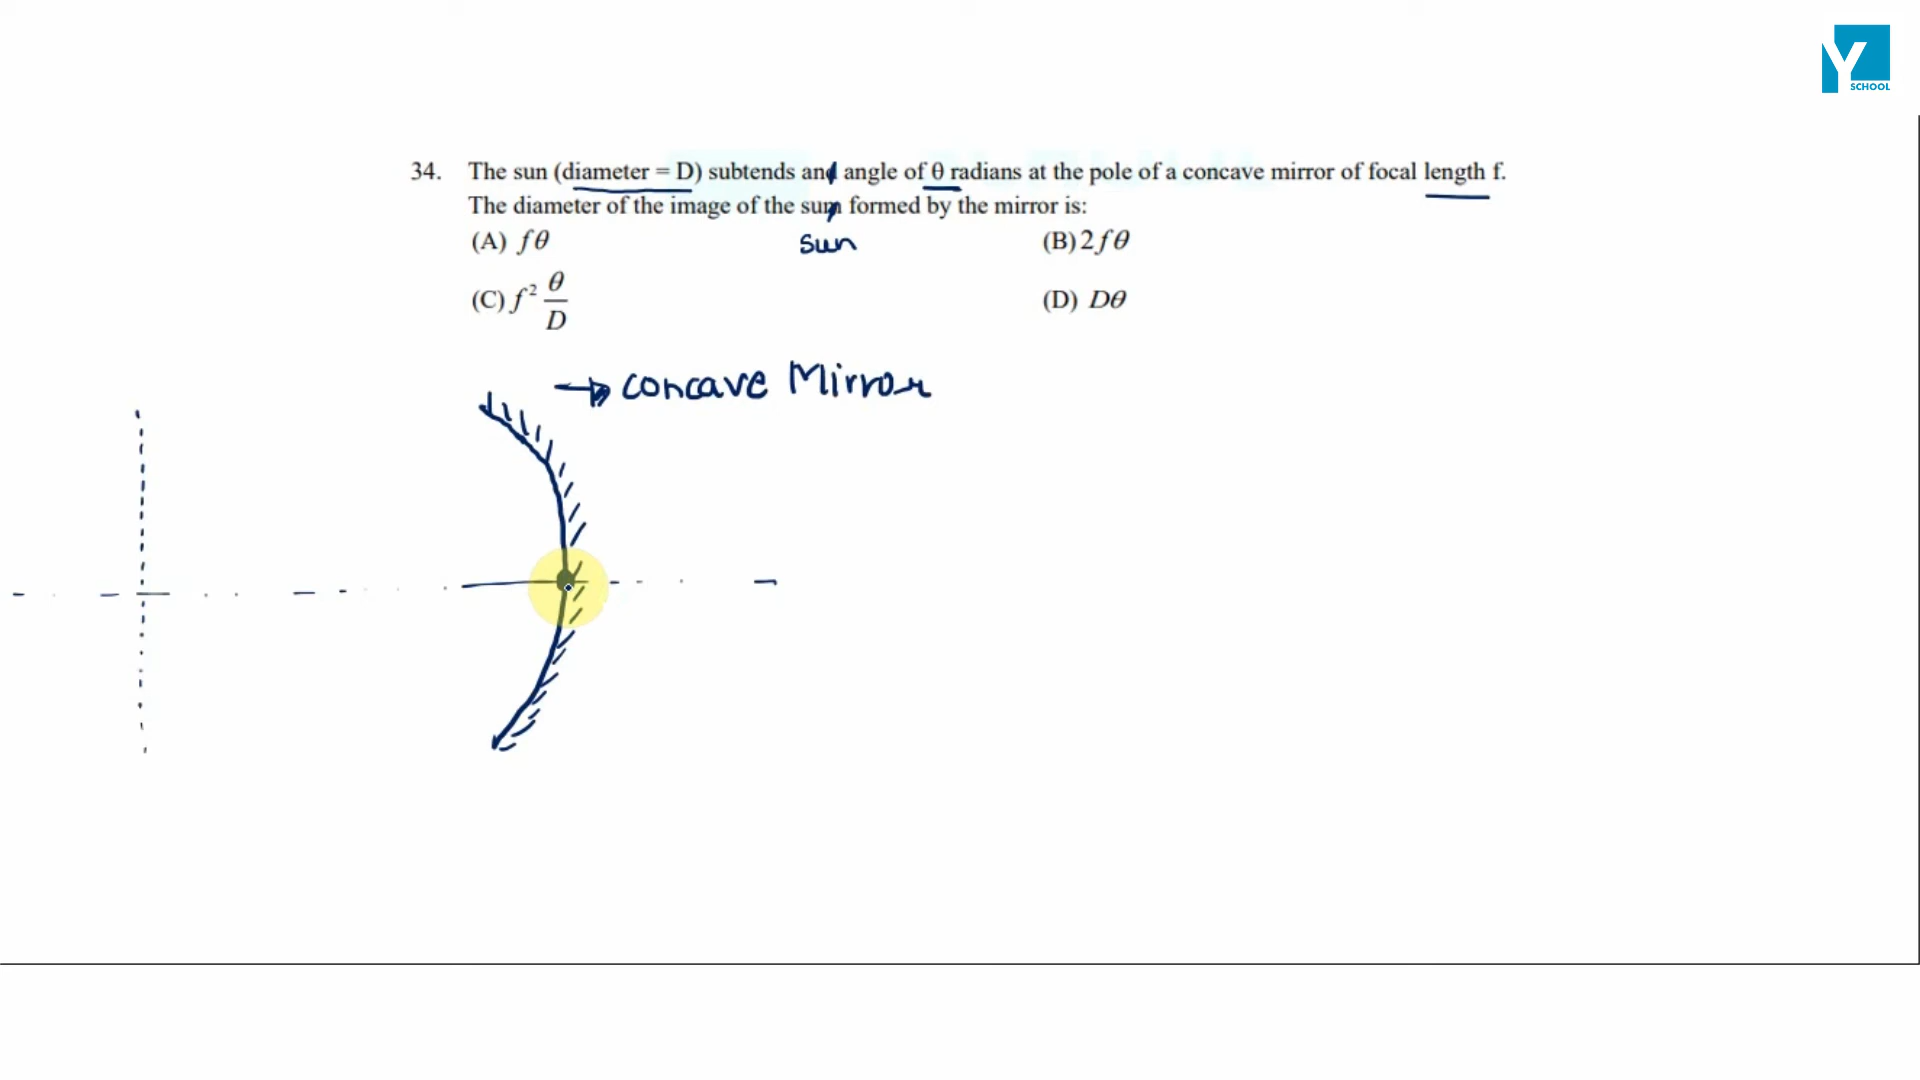 Y SCHOOL
34. The sun (diameter = D) subtends and angle of θ radians at the pole of a concave mirror of focal length f.
The diameter of the image of the sum formed by the mirror is:
sun
(A) fθ (B) 2fθ
(C) f² θ/D (D) Dθ
→ concave Mirror